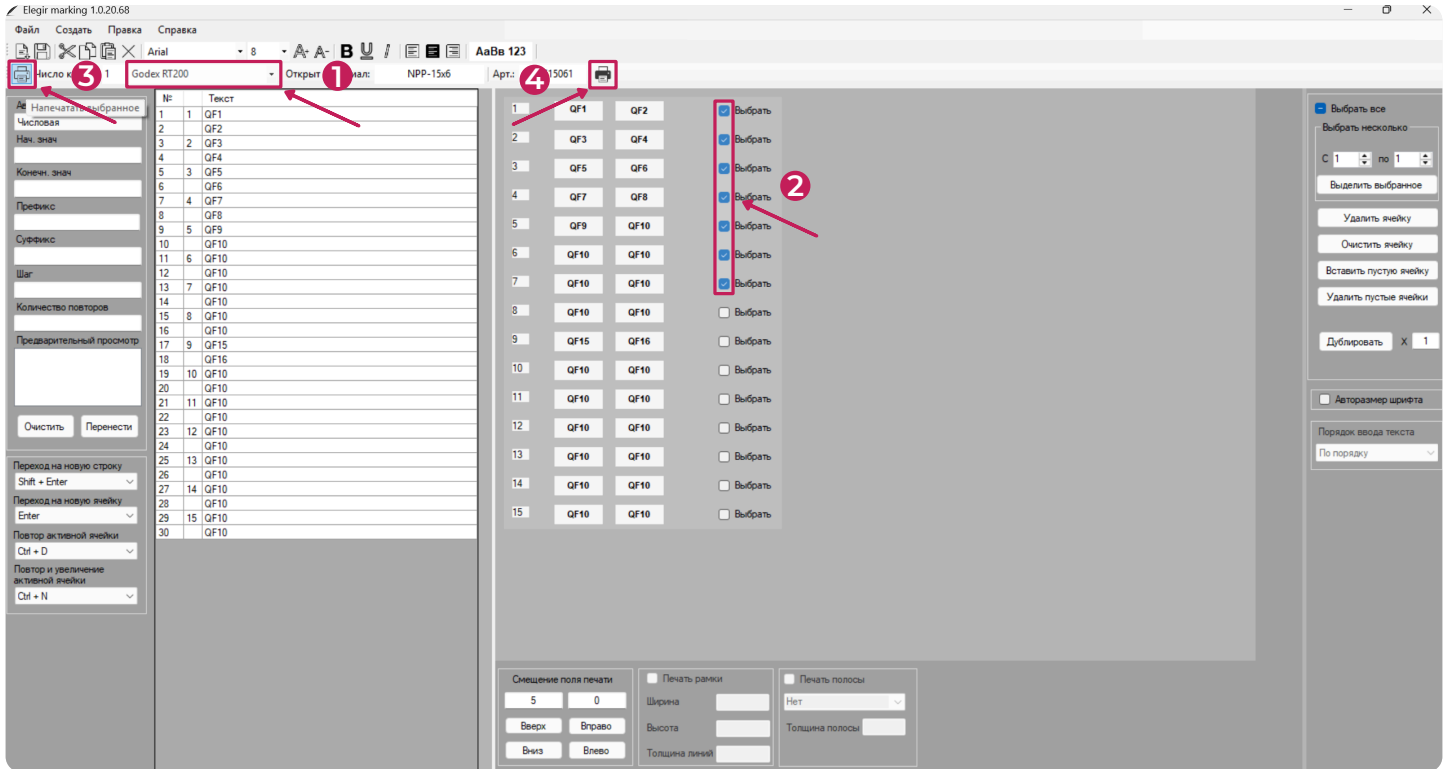 Elegir marking 1.0.20.68
Файл Создать Правка Справка
Arial 8 A+ A- B U I AaBв 123
Число к 3 1 Godex RT200 Открыт 1 иал: NPP-15x6 Арт.: 4 15061
Напечатать выбранное
Числовая
Нач. знач
Конечн. знач
Префикс
Суффикс
Шаг
Количество повторов
Предварительный просмотр
Очистить Перенести
Переход на новую строку
Shift + Enter
Переход на новую ячейку
Enter
Повтор активной ячейки
Ctrl + D
Повтор и увеличение
активной ячейки
Ctrl + N
№ Текст
1 1 QF1
2 QF2
3 2 QF3
4 QF4
5 3 QF5
6 QF6
7 4 QF7
8 QF8
9 5 QF9
10 QF10
11 6 QF10
12 QF10
13 7 QF10
14 QF10
15 8 QF10
16 QF10
17 9 QF15
18 QF16
19 10 QF10
20 QF10
21 11 QF10
22 QF10
23 12 QF10
24 QF10
25 13 QF10
26 QF10
27 14 QF10
28 QF10
29 15 QF10
30 QF10
1 QF1 QF2 Выбрать
2 QF3 QF4 Выбрать
3 QF5 QF6 Выбрать
2
4 QF7 QF8 Выбрать
5 QF9 QF10 Выбрать
6 QF10 QF10 Выбрать
7 QF10 QF10 Выбрать
8 QF10 QF10 Выбрать
9 QF15 QF16 Выбрать
10 QF10 QF10 Выбрать
11 QF10 QF10 Выбрать
12 QF10 QF10 Выбрать
13 QF10 QF10 Выбрать
14 QF10 QF10 Выбрать
15 QF10 QF10 Выбрать
Смещение поля печати
5 0
Вверх Вправо
Вниз Влево
Печать рамки
Ширина
Высота
Толщина линий
Печать полосы
Нет
Толщина полосы
Выбрать все
Выбрать несколько
С 1 по 1
Выделить выбранное
Удалить ячейку
Очистить ячейку
Вставить пустую ячейку
Удалить пустые ячейки
Дублировать X 1
Авторазмер шрифта
Порядок ввода текста
По порядку